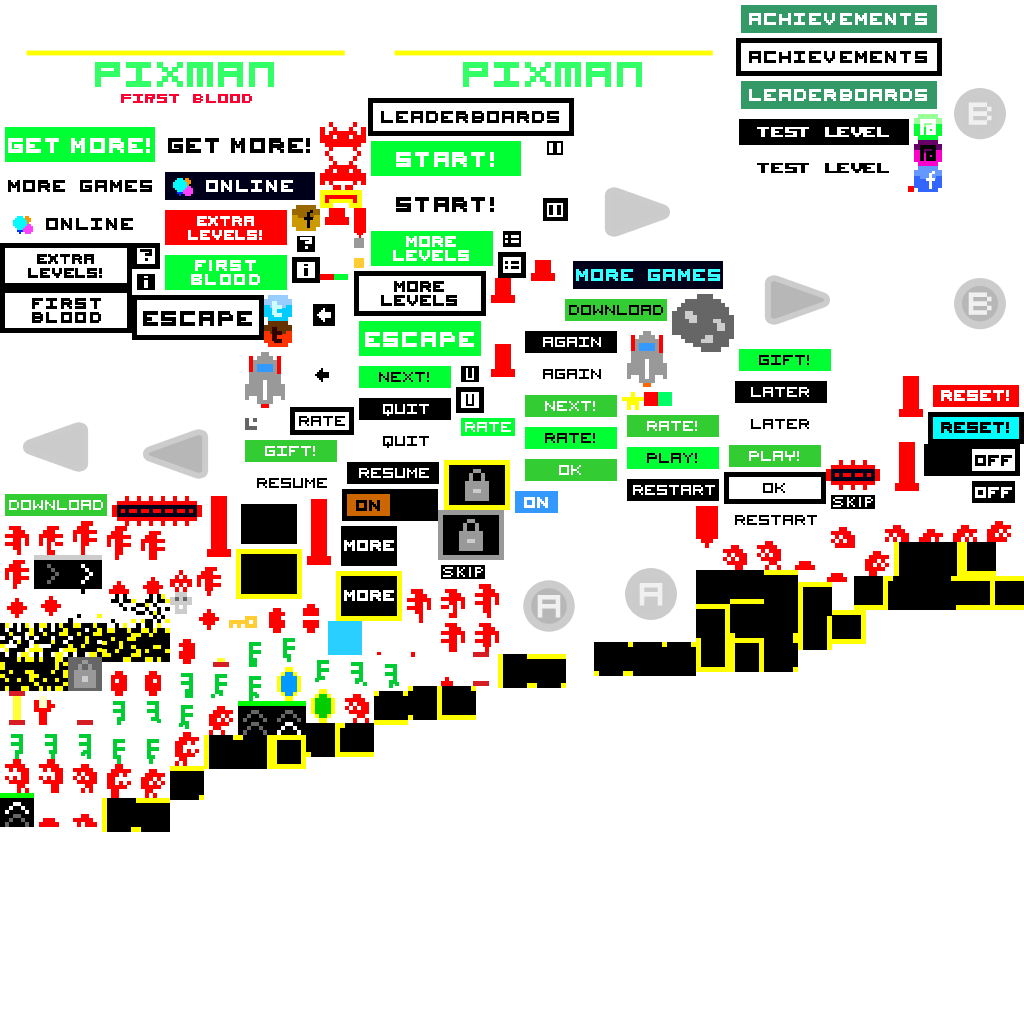 ACHIEVEMENTS
ACHIEVEMENTS
PIXMAN
PIXMAN
FIRST BLOOD
LEADERBOARDS
LEADERBOARDS
B
TEST LEVEL
GET MORE!
GET MORE!
START!
TEST LEVEL
MORE GAMES
ONLINE
START!
f
ONLINE
EXTRA
LEVELS!
f
MORE
LEVELS
?
?
EXTRA
LEVELS!
FIRST
BLOOD
i
i
MORE GAMES
MORE
LEVELS
FIRST
BLOOD
ESCAPE
t
t
DOWNLOAD
B
ESCAPE
AGAIN
GIFT!
NEXT!
U
AGAIN
LATER
RESET!
QUIT
U
NEXT!
RATE
RATE
RATE!
LATER
RESET!
QUIT
RATE!
GIFT!
PLAY!
PLAY!
OFF
RESUME
OK
RESUME
RESTART
OK
OFF
DOWNLOAD
ON
ON
SKIP
RESTART
MORE
SKIP
MORE
A
A